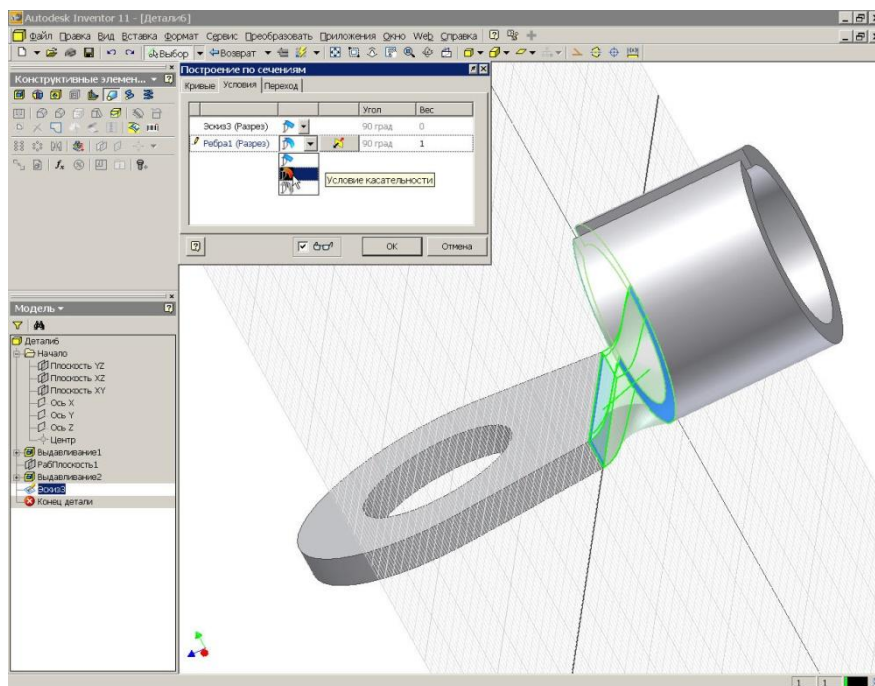 Autodesk Inventor 11 - [Деталиб]
Файл Правка Вид Вставка Формат Сервис Преобразовать Приложения Окно Web Справка
Выбор Возврат
Конструктивные элемен...
Построение по сечениям
Кривые Условия Переход
Угол Вес
Эскиз3 (Разрез) 90 град 0
Ребра1 (Разрез) 90 град 1
Условие касательности
ОК Отмена
Модель
Деталиб
Начало
Плоскость YZ
Плоскость XZ
Плоскость XY
Ось X
Ось Y
Ось Z
Центр
Выдавливание1
РабПлоскость1
Выдавливание2
Эскиз3
Конец детали
1 1